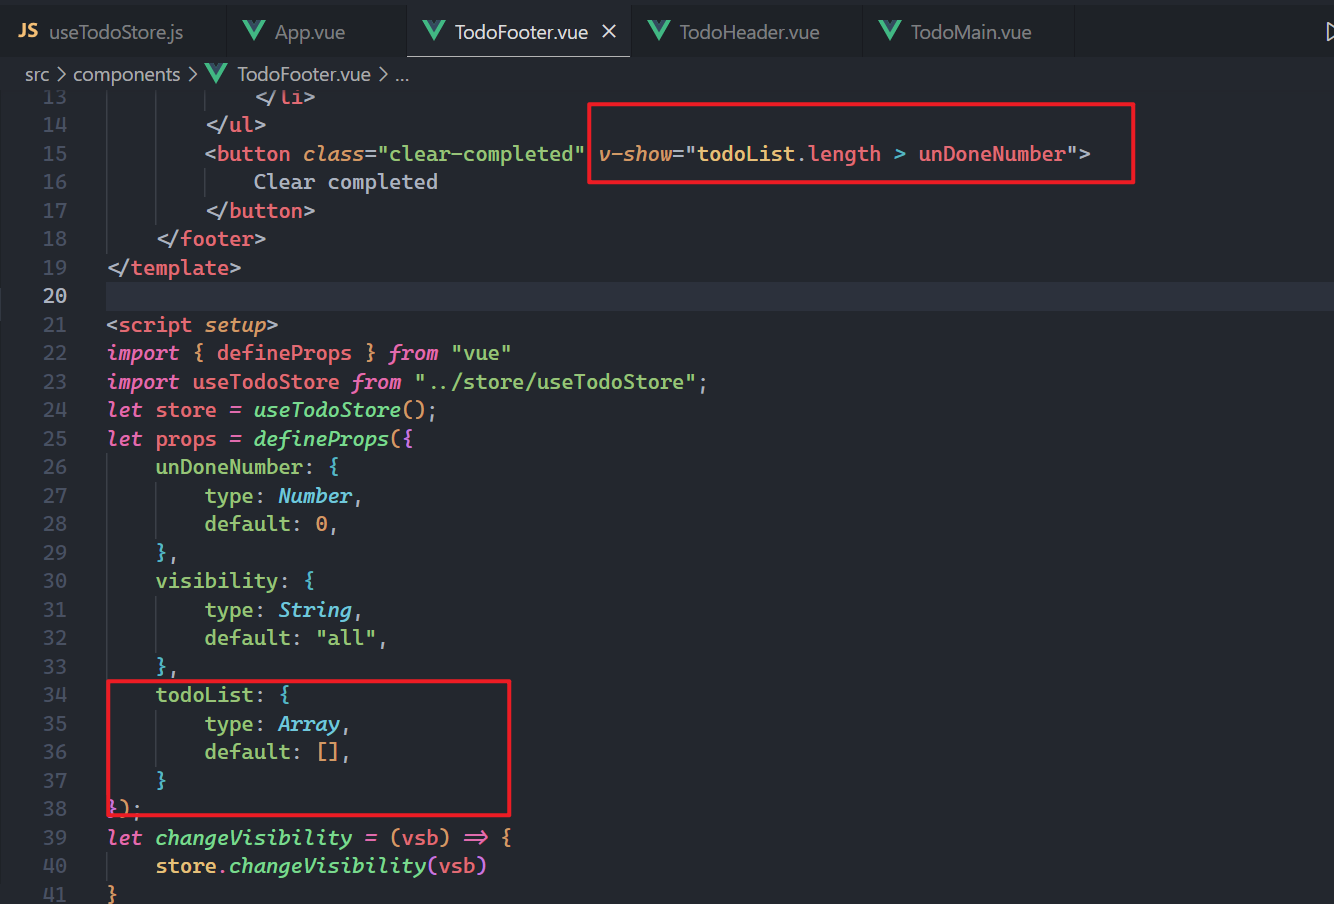 JS useTodoStore.js App.vue TodoFooter.vue × TodoHeader.vue TodoMain.vue
src > components > TodoFooter.vue > ...
13 </li>
14 </ul>
15 <button class="clear-completed" v-show="todoList.length > unDoneNumber">
16 Clear completed
17 </button>
18 </footer>
19 </template>
20
21 <script setup>
22 import { defineProps } from "vue"
23 import useTodoStore from "../store/useTodoStore";
24 let store = useTodoStore();
25 let props = defineProps({
26 unDoneNumber: {
27 type: Number,
28 default: 0,
29 },
30 visibility: {
31 type: String,
32 default: "all",
33 },
34 todoList: {
35 type: Array,
36 default: [],
37 }
38 });
39 let changeVisibility = (vsb) => {
40 store.changeVisibility(vsb)
41 }